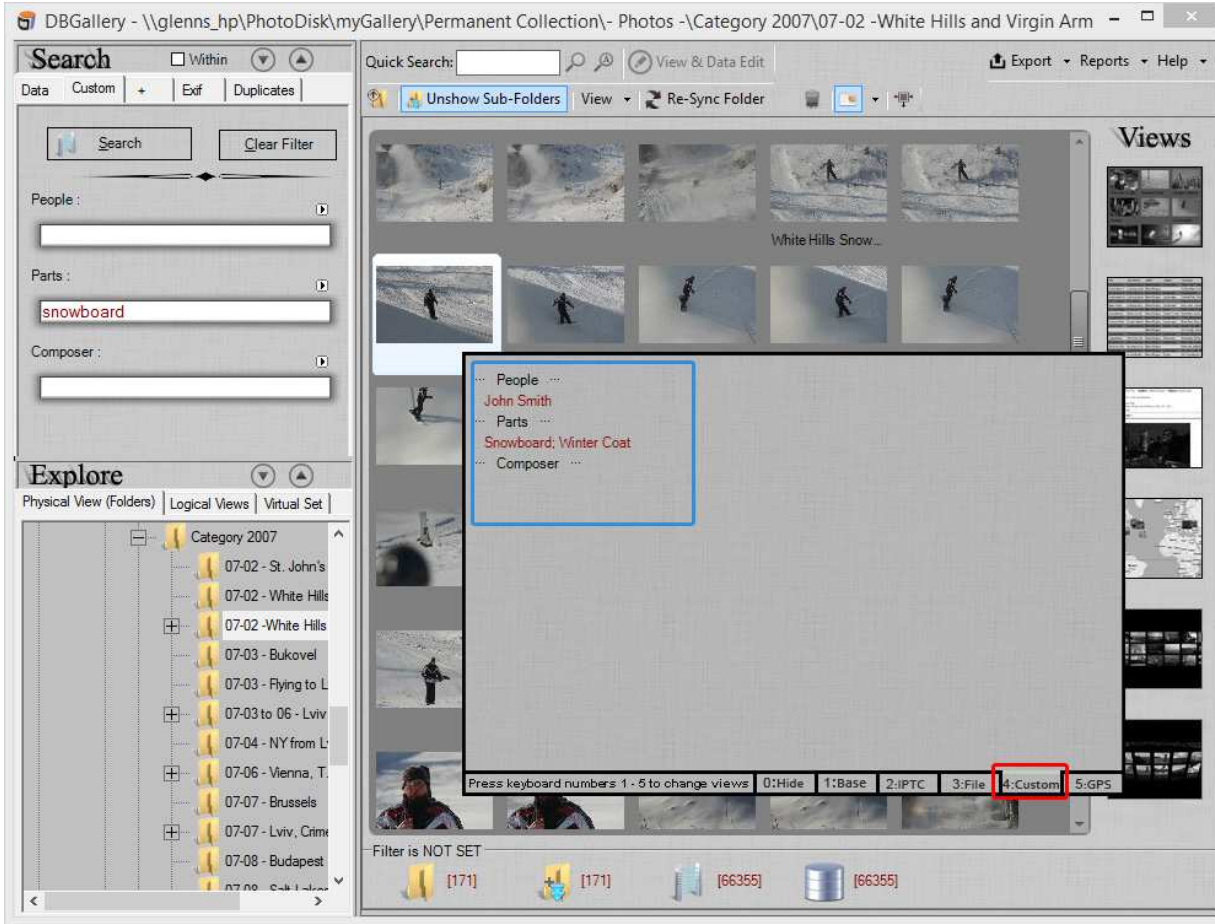 DBGallery - \\glenns_hp\PhotoDisk\myGallery\Permanent Collection\- Photos -\Category 2007\07-02 -White Hills and Virgin Arm
Search
Within
Data Custom + Exif Duplicates
Search Clear Filter
People :
Parts :
snowboard
Composer :
Explore
Physical View (Folders) Logical Views Virtual Set
Category 2007
07-02 - St. John's
07-02 - White Hills
07-02 -White Hills
07-03 - Bukovel
07-03 - Flying to L
07-03 to 06 - Lviv
07-04 - NY from L
07-06 - Vienna, T.
07-07 - Brussels
07-07 - Lviv, Crime
07-08 - Budapest
07-08 - Salt Lakes
Quick Search: View & Data Edit Export Reports Help
Unshow Sub-Folders View Re-Sync Folder
White Hills Snow...
Views
··· People ···
John Smith
··· Parts ···
Snowboard; Winter Coat
··· Composer ···
Press keyboard numbers 1 - 5 to change views 0:Hide 1:Base 2:IPTC 3:File 4:Custom 5:GPS
Filter is NOT SET
[171] [171] [66355] [66355]